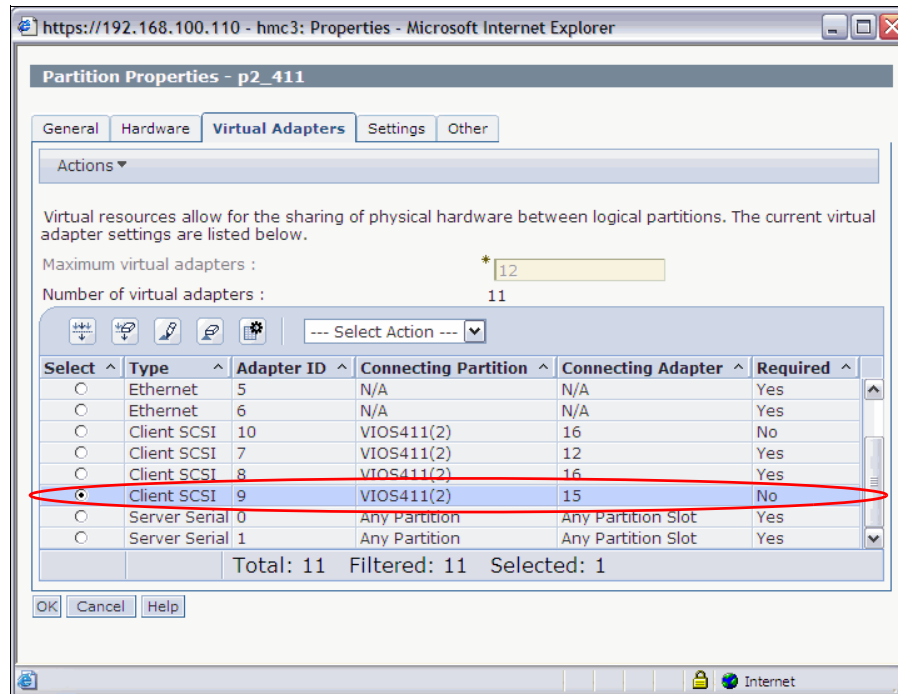 https://192.168.100.110 - hmc3: Properties - Microsoft Internet Explorer
Partition Properties - p2_411
General Hardware Virtual Adapters Settings Other
Actions
Virtual resources allow for the sharing of physical hardware between logical partitions. The current virtual
adapter settings are listed below.
Maximum virtual adapters : * 12
Number of virtual adapters : 11
--- Select Action ---
Select ^ Type ^ Adapter ID ^ Connecting Partition ^ Connecting Adapter ^ Required ^
Ethernet 5 N/A N/A Yes
Ethernet 6 N/A N/A Yes
Client SCSI 10 VIOS411(2) 16 No
Client SCSI 7 VIOS411(2) 12 Yes
Client SCSI 8 VIOS411(2) 16 Yes
Client SCSI 9 VIOS411(2) 15 No
Server Serial 0 Any Partition Any Partition Slot Yes
Server Serial 1 Any Partition Any Partition Slot Yes
Total: 11 Filtered: 11 Selected: 1
OK Cancel Help
Internet